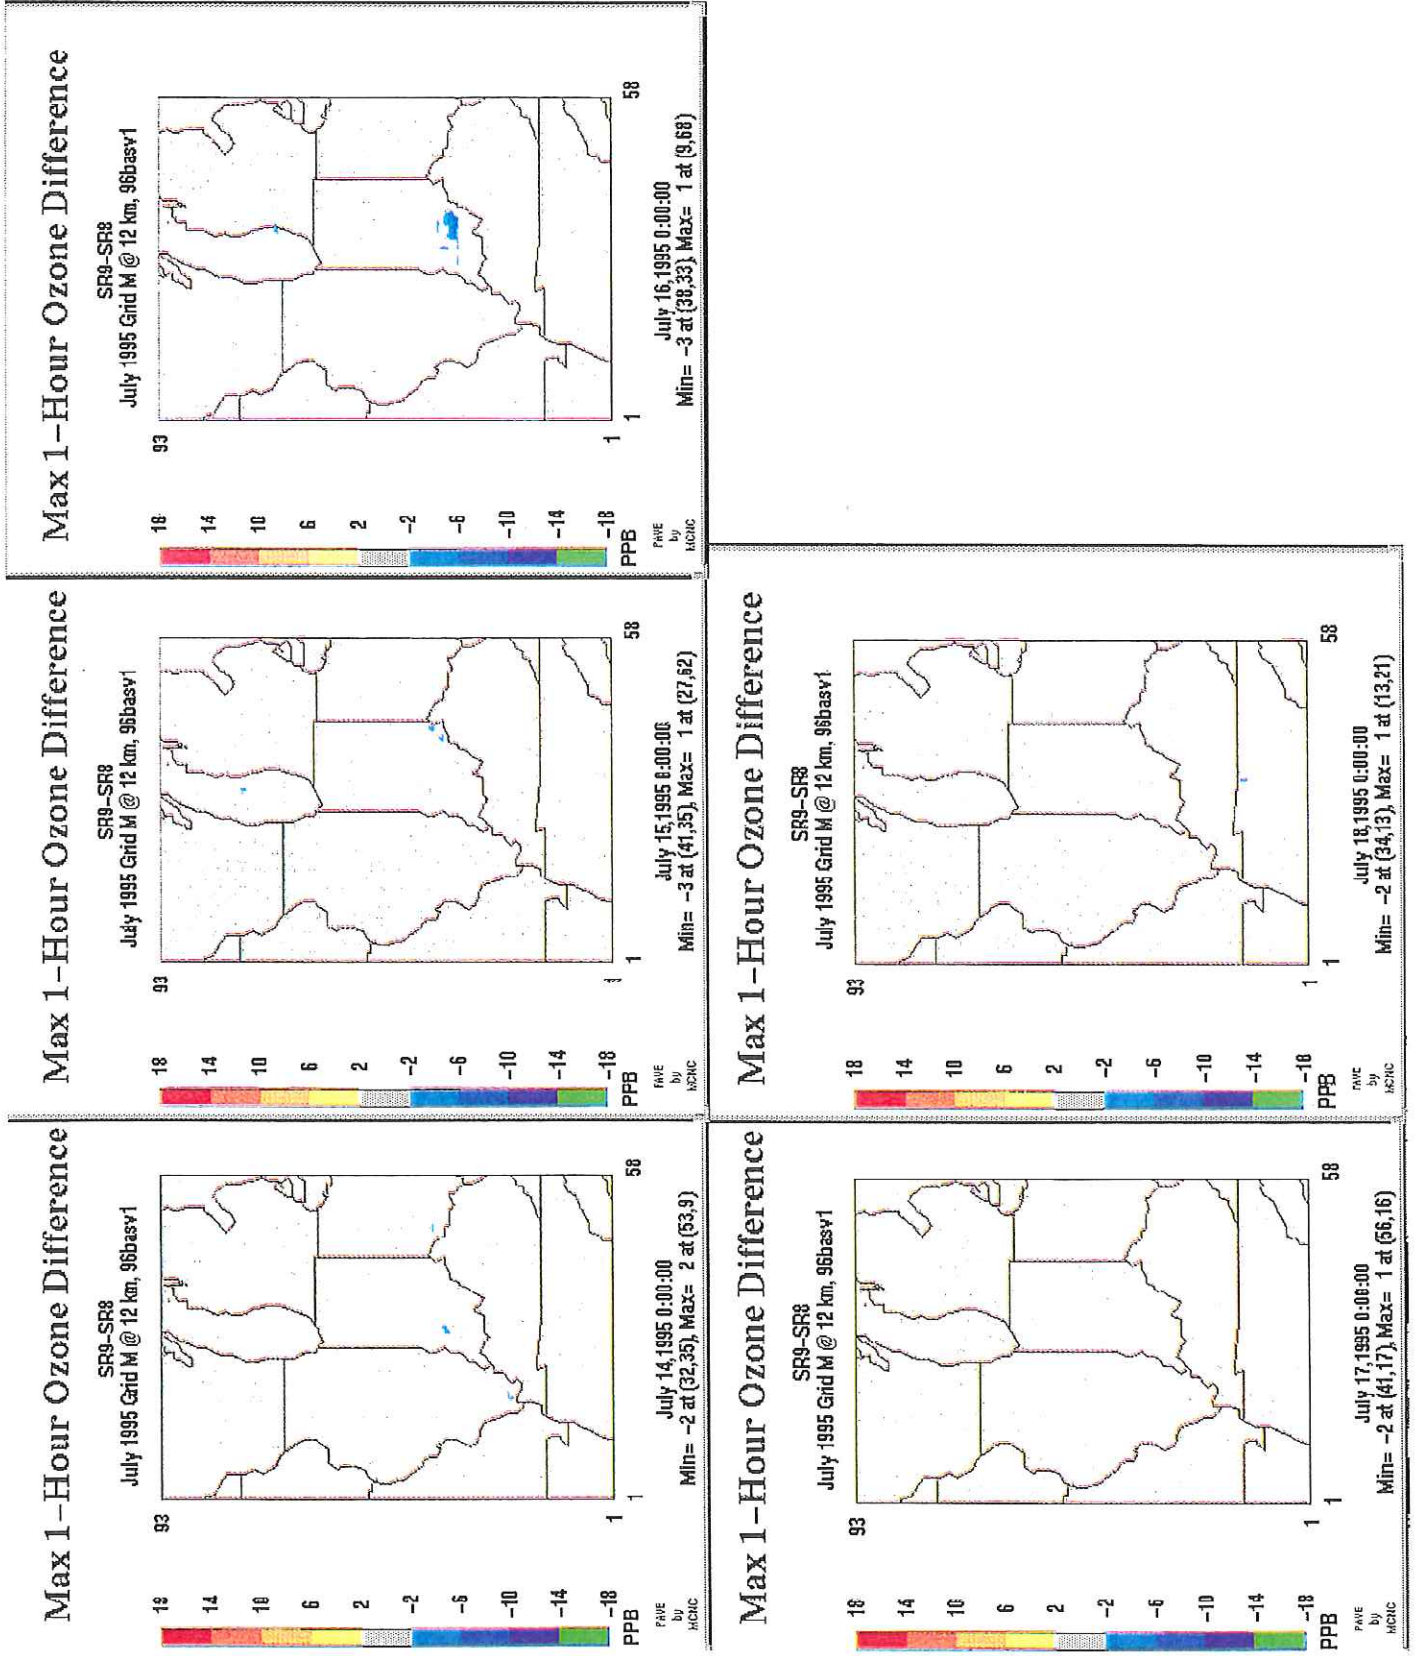 Max 1-Hour Ozone Difference
SR9-SR8
July 1995 Grid M @ 12 km, 96basv1
18
14
10
6
2
-2
-6
-10
-14
-18
PPB
PAVE
by
MCNC
93
1
1
58
July 14,1995 0:00:00
Min= -2 at (32,35), Max= 2 at (53,9)
Max 1-Hour Ozone Difference
SR9-SR8
July 1995 Grid M @ 12 km, 96basv1
18
14
10
6
2
-2
-6
-10
-14
-18
PPB
PAVE
by
MCNC
93
1
1
58
July 15,1995 0:00:00
Min= -3 at (41,35), Max= 1 at (27,62)
Max 1-Hour Ozone Difference
SR9-SR8
July 1995 Grid M @ 12 km, 96basv1
18
14
10
6
2
-2
-6
-10
-14
-18
PPB
PAVE
by
MCNC
93
1
1
58
July 16,1995 0:00:00
Min= -3 at (38,33), Max= 1 at (9,68)
Max 1-Hour Ozone Difference
SR9-SR8
July 1995 Grid M @ 12 km, 96basv1
18
14
10
6
2
-2
-6
-10
-14
-18
PPB
PAVE
by
MCNC
93
1
1
58
July 17,1995 0:00:00
Min= -2 at (41,17), Max= 1 at (56,16)
Max 1-Hour Ozone Difference
SR9-SR8
July 1995 Grid M @ 12 km, 96basv1
18
14
10
6
2
-2
-6
-10
-14
-18
PPB
PAVE
by
MCNC
93
1
1
58
July 18,1995 0:00:00
Min= -2 at (34,13), Max= 1 at (13,21)